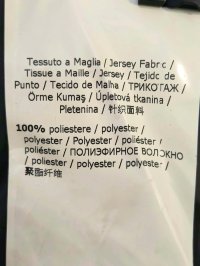 Tessuto a Maglia / Jersey Fabric /
Tissue a Maille / Jersey / Tejido de
Punto / Tecido de Malha / ТРИКОТАЖ /
Örme Kumaş / Úpletová tkanina /
Pletenina / 针织面料
100% poliestere / polyester /
polyester / Polyester / poliéster /
poliéster / ПОЛИЭФИРНОЕ ВОЛОКНО
/ poliester / polyester / polyester /
聚酯纤维